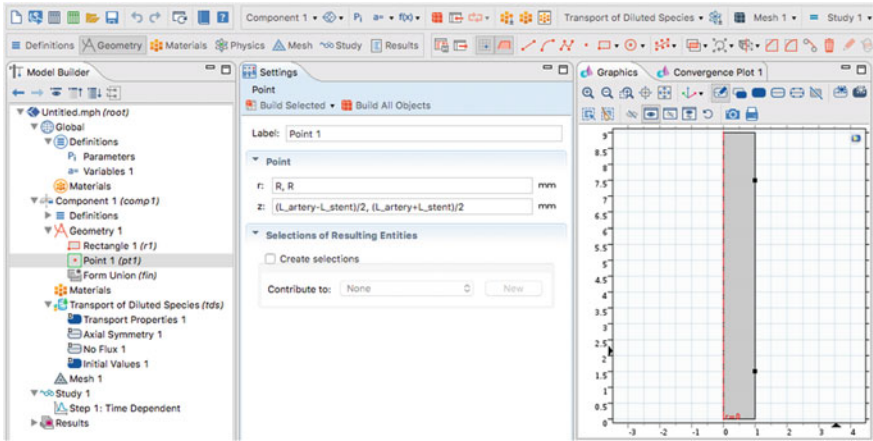 Component 1
Pi
a=
f(x)
Transport of Diluted Species
Mesh 1
Study 1
Definitions
Geometry
Materials
Physics
Mesh
Study
Results
Model Builder
Untitled.mph (root)
Global
Definitions
Pi Parameters
a= Variables 1
Materials
Component 1 (comp1)
Definitions
Geometry 1
Rectangle 1 (r1)
Point 1 (pt1)
Form Union (fin)
Materials
Transport of Diluted Species (tds)
Transport Properties 1
Axial Symmetry 1
No Flux 1
Initial Values 1
Mesh 1
Study 1
Step 1: Time Dependent
Results
Settings
Point
Build Selected
Build All Objects
Label: Point 1
Point
r: R, R mm
z: (L_artery-L_stent)/2, (L_artery+L_stent)/2 mm
Selections of Resulting Entities
Create selections
Contribute to: None New
Graphics
Convergence Plot 1
9
8.5
8
7.5
7
6.5
6
5.5
5
4.5
4
3.5
3
2.5
2
1.5
1
0.5
0
r=0
-3 -2 -1 0 1 2 3 4